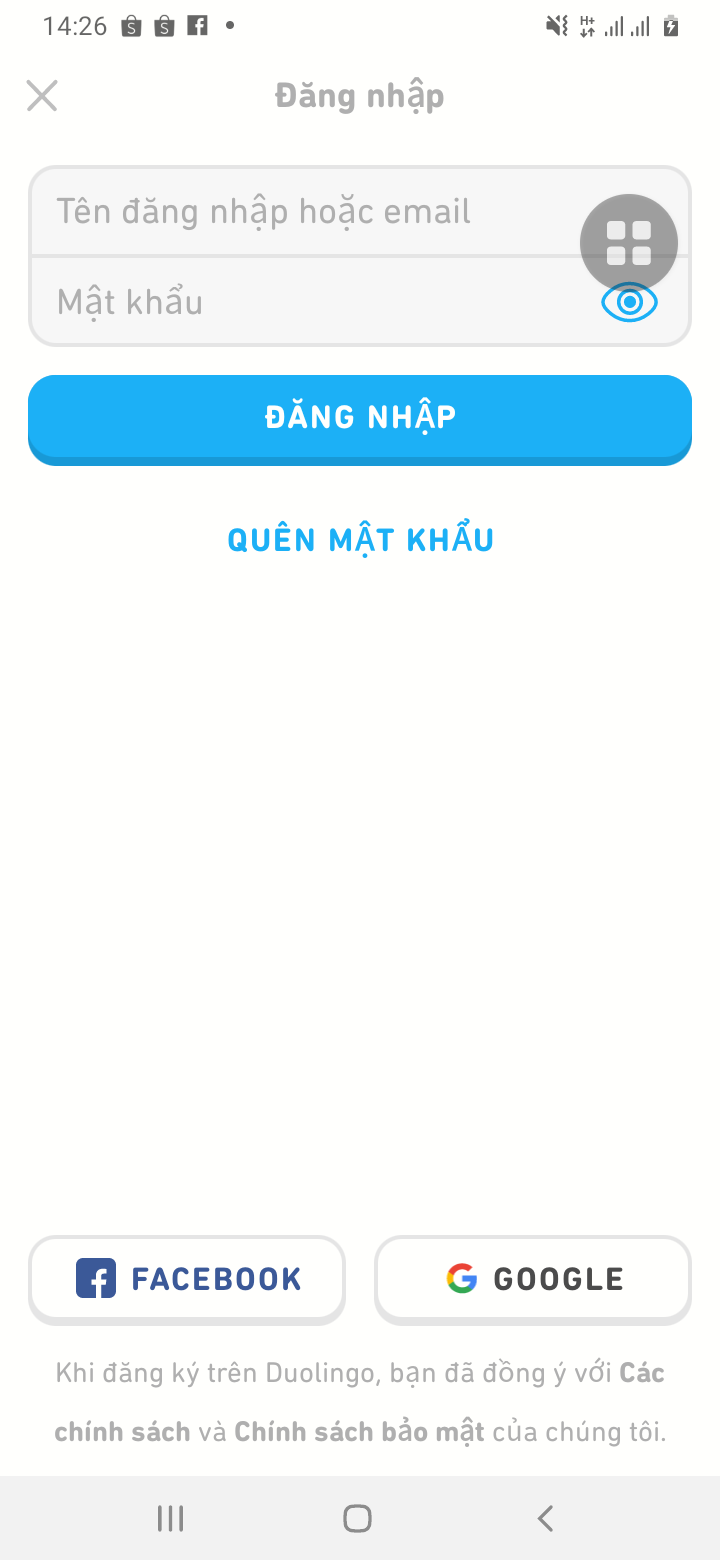 14:26
H+
Đăng nhập
Tên đăng nhập hoặc email
Mật khẩu
ĐĂNG NHẬP
QUÊN MẬT KHẨU
FACEBOOK
GOOGLE
Khi đăng ký trên Duolingo, bạn đã đồng ý với Các
chính sách và Chính sách bảo mật của chúng tôi.